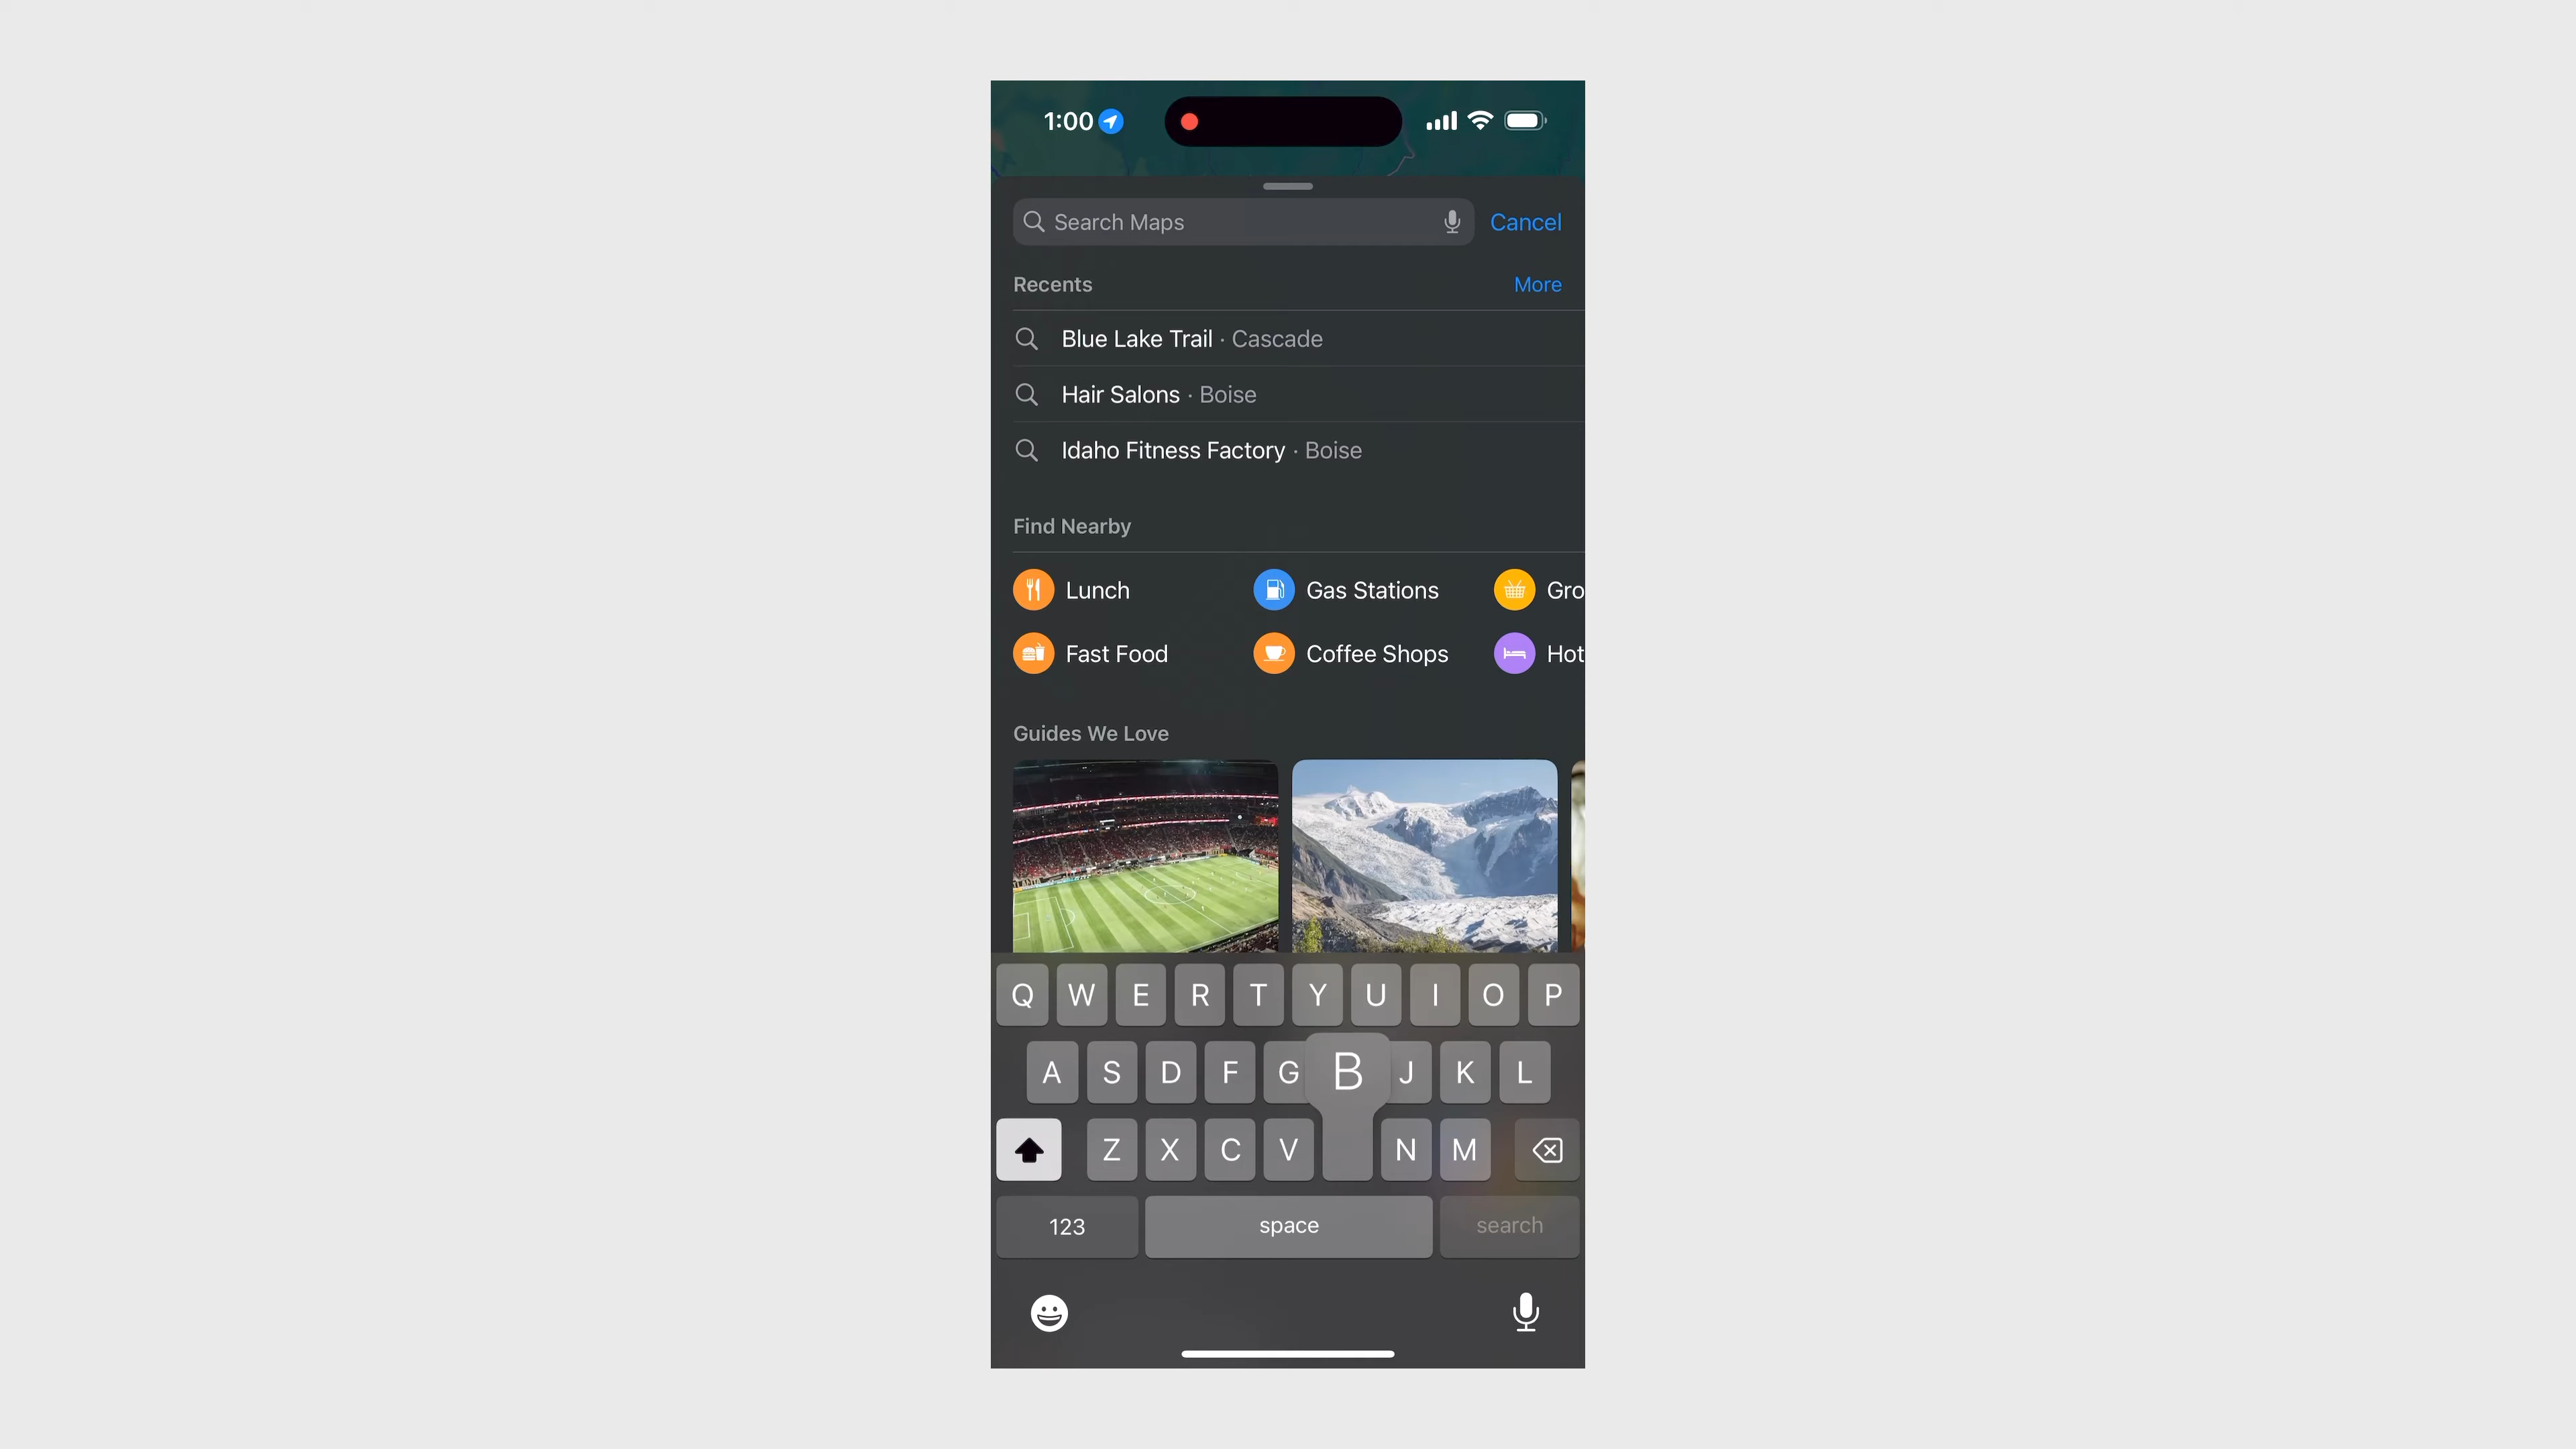 1:00
Search Maps Cancel
Recents More
Blue Lake Trail · Cascade
Hair Salons · Boise
Idaho Fitness Factory · Boise
Find Nearby
Lunch Gas Stations Gro
Fast Food Coffee Shops Hot
Guides We Love
Q W E R T Y U I O P
A S D F G B J K L
Z X C V N M
123 space search